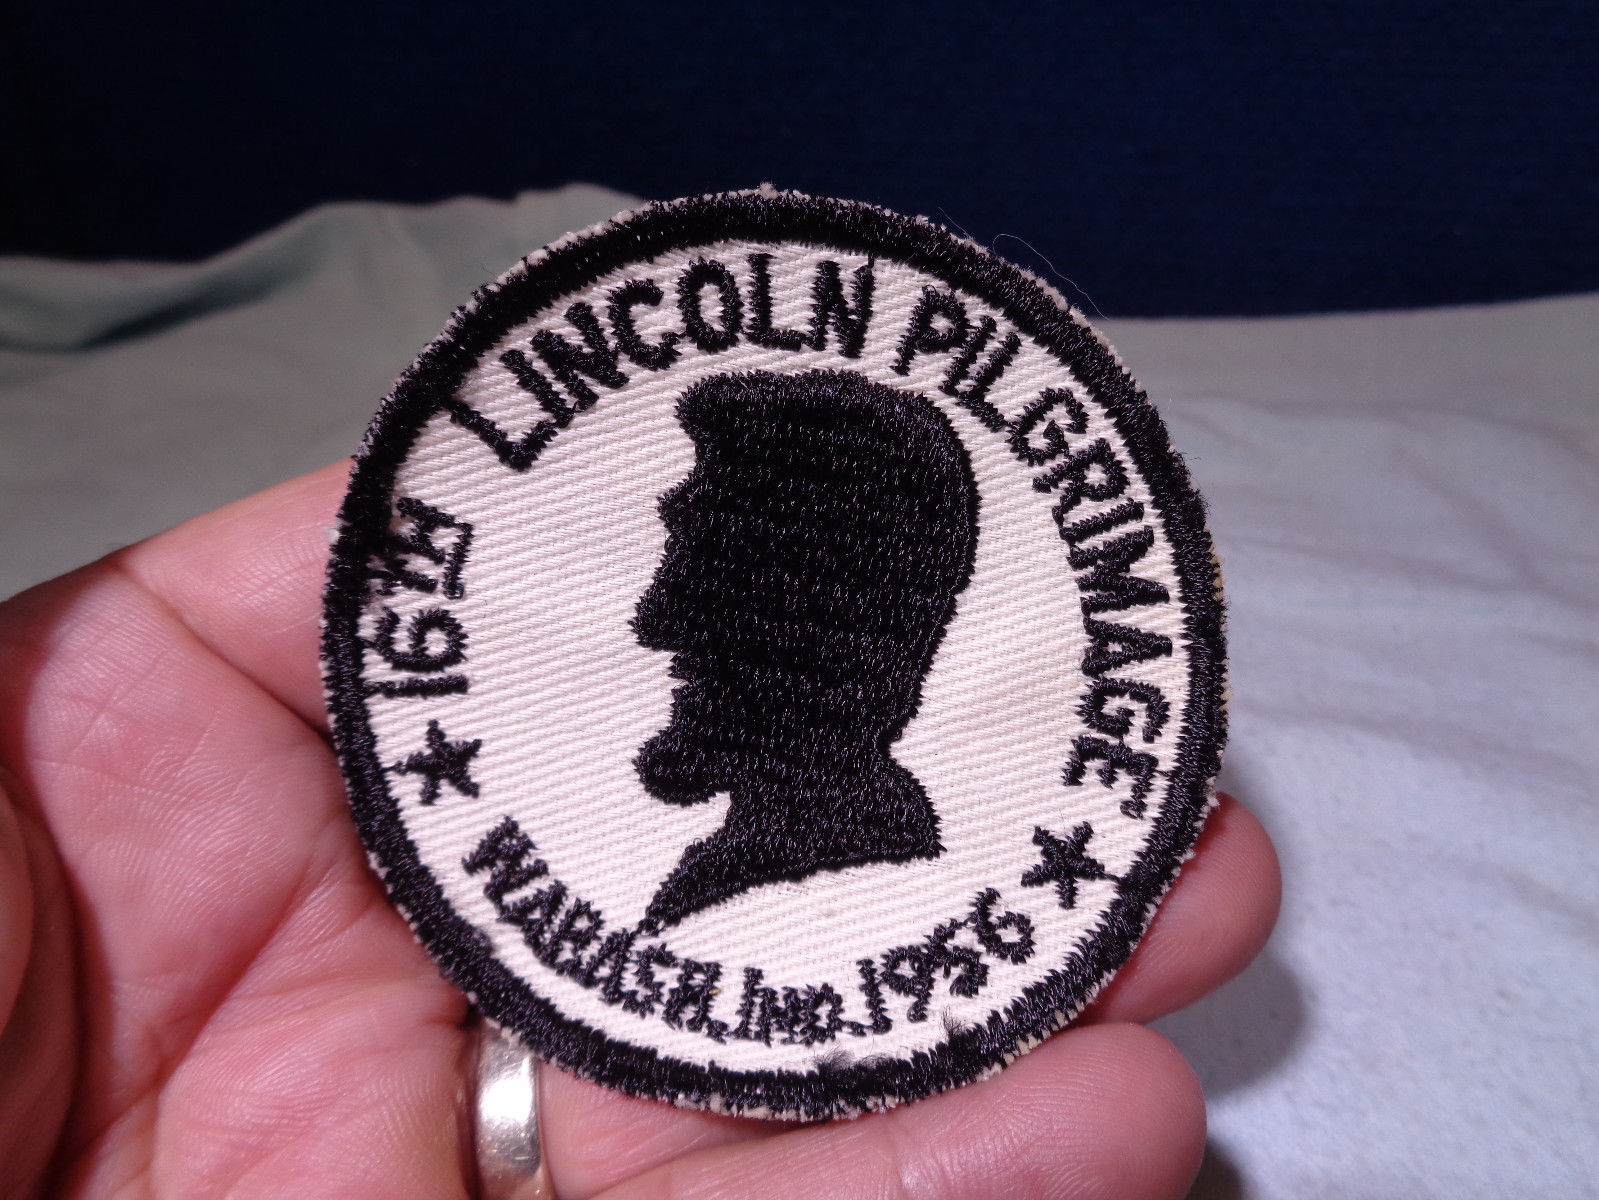 16TH LINCOLN PILGRIMAGE
WABASH, IND. 1956